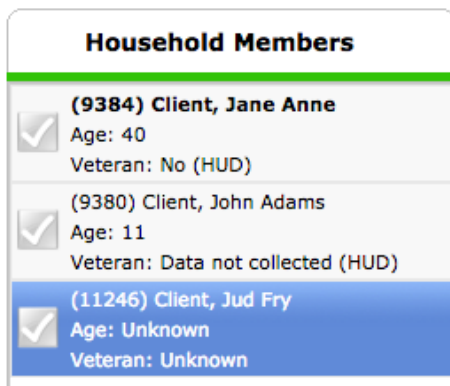 Household Members
(9384) Client, Jane Anne
Age: 40
Veteran: No (HUD)
(9380) Client, John Adams
Age: 11
Veteran: Data not collected (HUD)
(11246) Client, Jud Fry
Age: Unknown
Veteran: Unknown